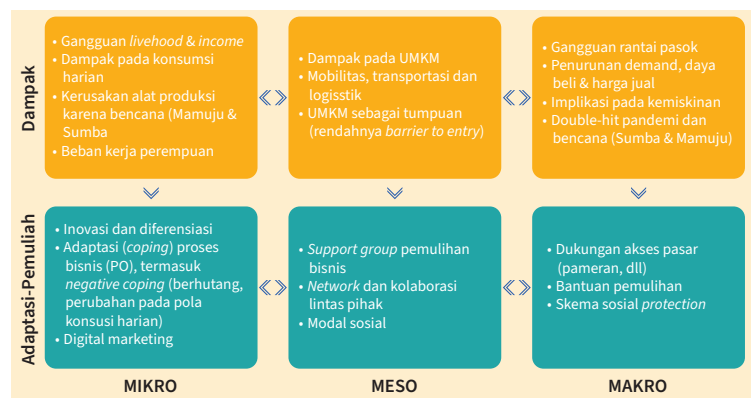 Dampak
• Gangguan livehood & income
• Dampak pada konsumsi
harian
• Kerusakan alat produksi
karena bencana (Mamuju &
Sumba
• Beban kerja perempuan
• Dampak pada UMKM
• Mobilitas, transportasi dan
logisstik
• UMKM sebagai tumpuan
(rendahnya barrier to entry)
• Gangguan rantai pasok
• Penurunan demand, daya
beli & harga jual
• Implikasi pada kemiskinan
• Double-hit pandemi dan
bencana (Sumba & Mamuju)
Adaptasi-Pemuliah
• Inovasi dan diferensiasi
• Adaptasi (coping) proses
bisnis (PO), termasuk
negative coping (berhutang,
perubahan pada pola
konsusi harian)
• Digital marketing
• Support group pemulihan
bisnis
• Network dan kolaborasi
lintas pihak
• Modal sosial
• Dukungan akses pasar
(pameran, dll)
• Bantuan pemulihan
• Skema sosial protection
MIKRO
MESO
MAKRO